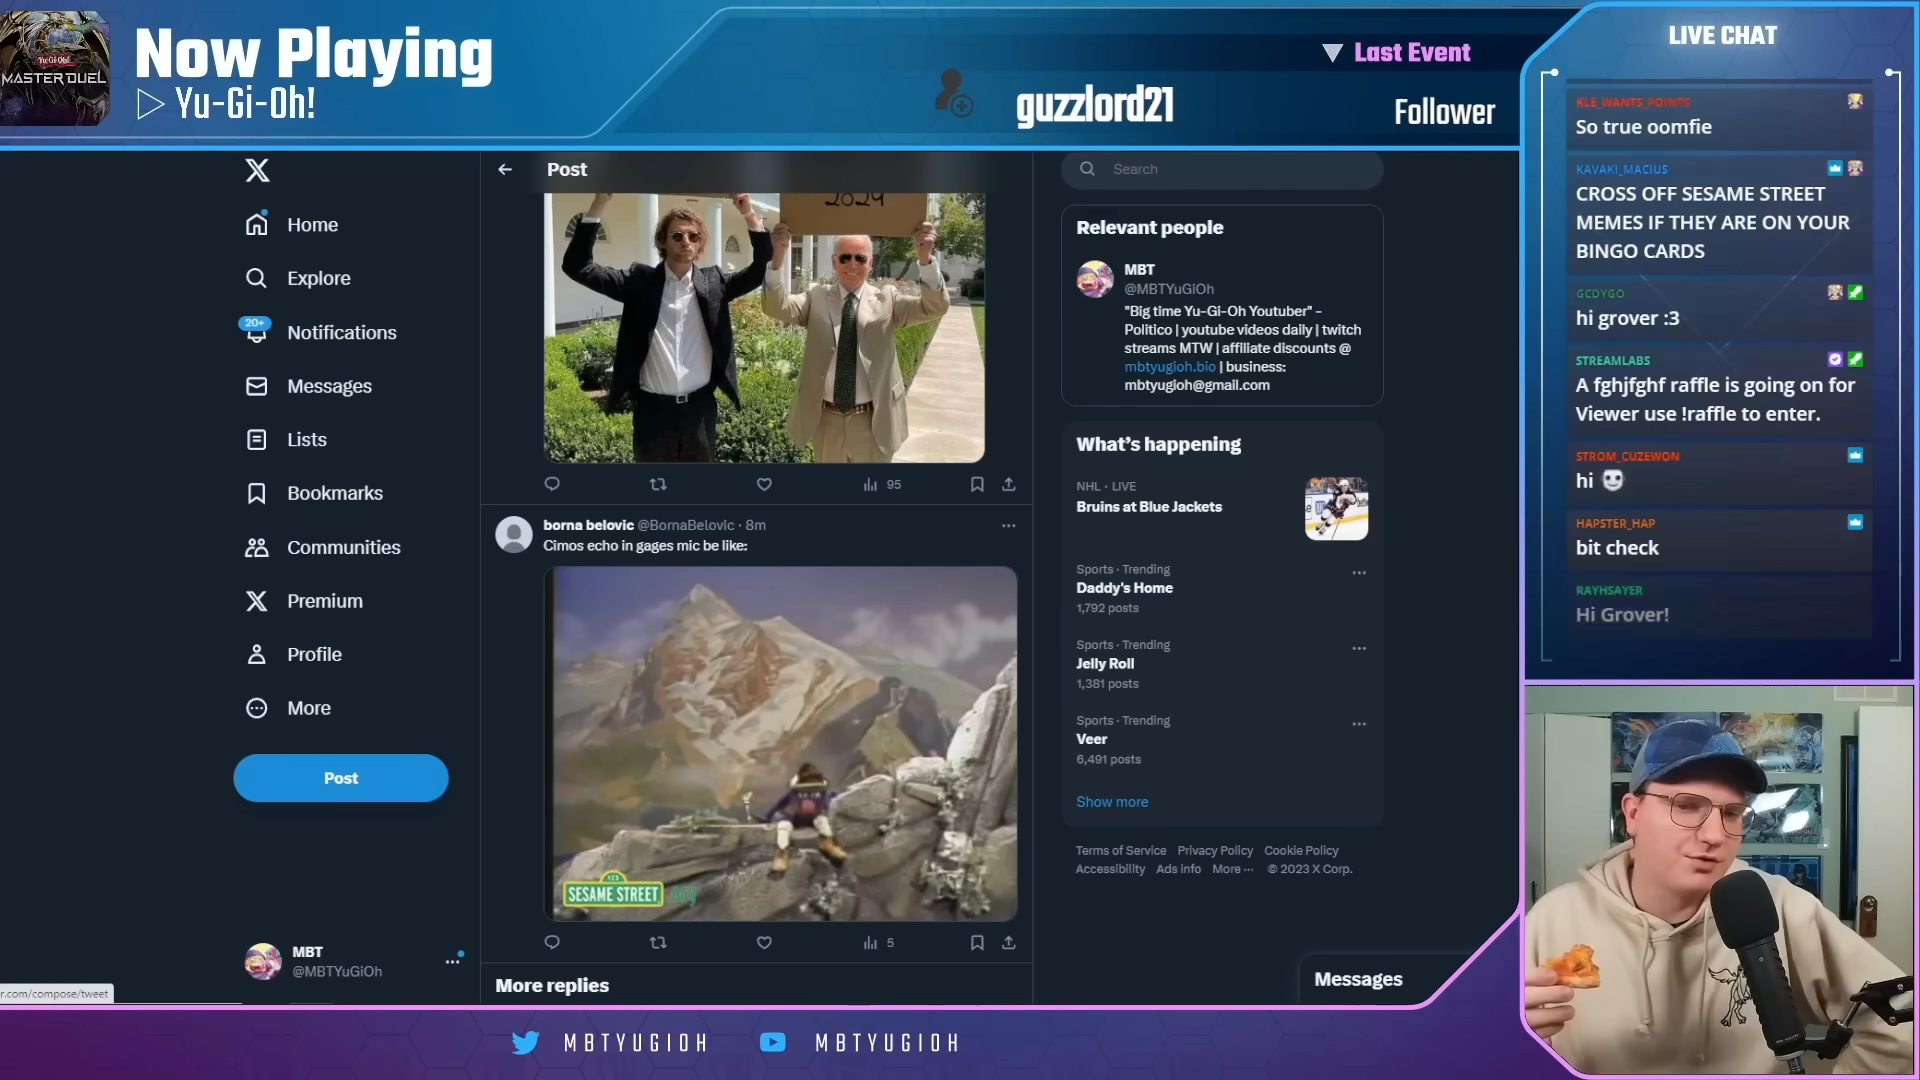 Yu-Gi-Oh!
MASTER DUEL
Now Playing
Yu-Gi-Oh!
Last Event
guzzlord21
Follower
LIVE CHAT
KLE_WANTS_POINTS
So true oomfie
KAVAKI_MACIUS
CROSS OFF SESAME STREET
MEMES IF THEY ARE ON YOUR
BINGO CARDS
GCDYGO
hi grover :3
STREAMLABS
A fghjfghf raffle is going on for
Viewer use !raffle to enter.
STROM_CUZEWON
hi
HAPSTER_HAP
bit check
RAYHSAYER
Hi Grover!
Home
Explore
20+
Notifications
Messages
Lists
Bookmarks
Communities
Premium
Profile
More
Post
MBT
@MBTYuGiOh
r.com/compose/tweet
Post
2024
95
borna belovic @BornaBelovic · 8m
Cimos echo in gages mic be like:
123
SESAME STREET
5
More replies
Search
Relevant people
MBT
@MBTYuGiOh
"Big time Yu-Gi-Oh Youtuber" -
Politico | youtube videos daily | twitch
streams MTW | affiliate discounts @
mbtyugioh.bio | business:
mbtyugioh@gmail.com
What's happening
NHL · LIVE
Bruins at Blue Jackets
Sports · Trending
Daddy's Home
1,792 posts
Sports · Trending
Jelly Roll
1,381 posts
Sports · Trending
Veer
6,491 posts
Show more
Terms of Service Privacy Policy Cookie Policy
Accessibility Ads info More ··· © 2023 X Corp.
Messages
MBTYUGIOH
MBTYUGIOH